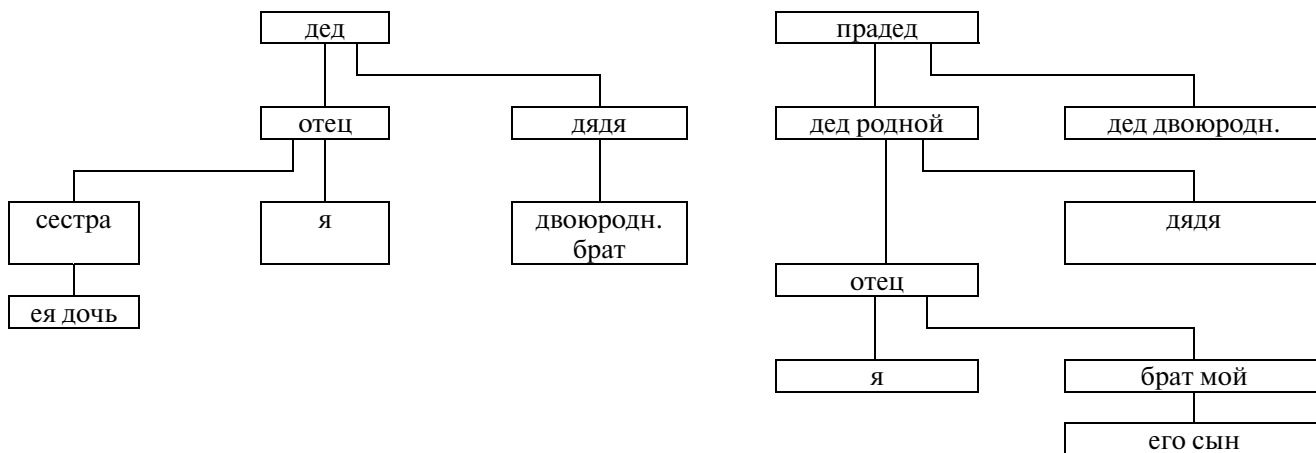 дед
отец
дядя
сестра
я
двоюродн.
брат
ея дочь
прадед
дед родной
дед двоюродн.
дядя
отец
я
брат мой
его сын